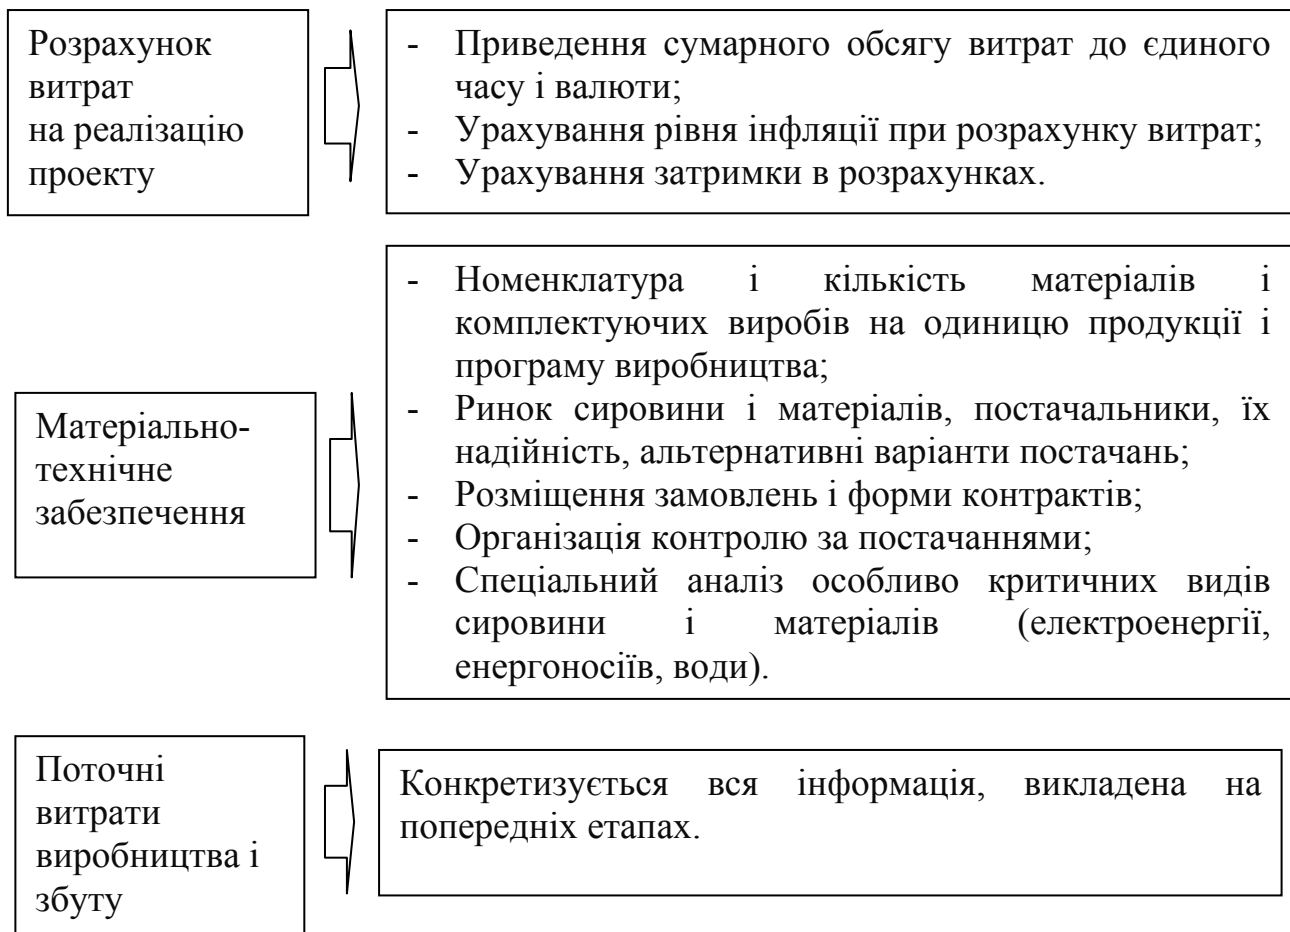 Розрахунок
витрат
на реалізацію
проекту
- Приведення сумарного обсягу витрат до єдиного
часу і валюти;
- Урахування рівня інфляції при розрахунку витрат;
- Урахування затримки в розрахунках.
Матеріально-
технічне
забезпечення
- Номенклатура і кількість матеріалів і
комплектуючих виробів на одиницю продукції і
програму виробництва;
- Ринок сировини і матеріалів, постачальники, їх
надійність, альтернативні варіанти постачань;
- Розміщення замовлень і форми контрактів;
- Організація контролю за постачаннями;
- Спеціальний аналіз особливо критичних видів
сировини і матеріалів (електроенергії,
енергоносіїв, води).
Поточні
витрати
виробництва і
збуту
Конкретизується вся інформація, викладена на
попередніх етапах.